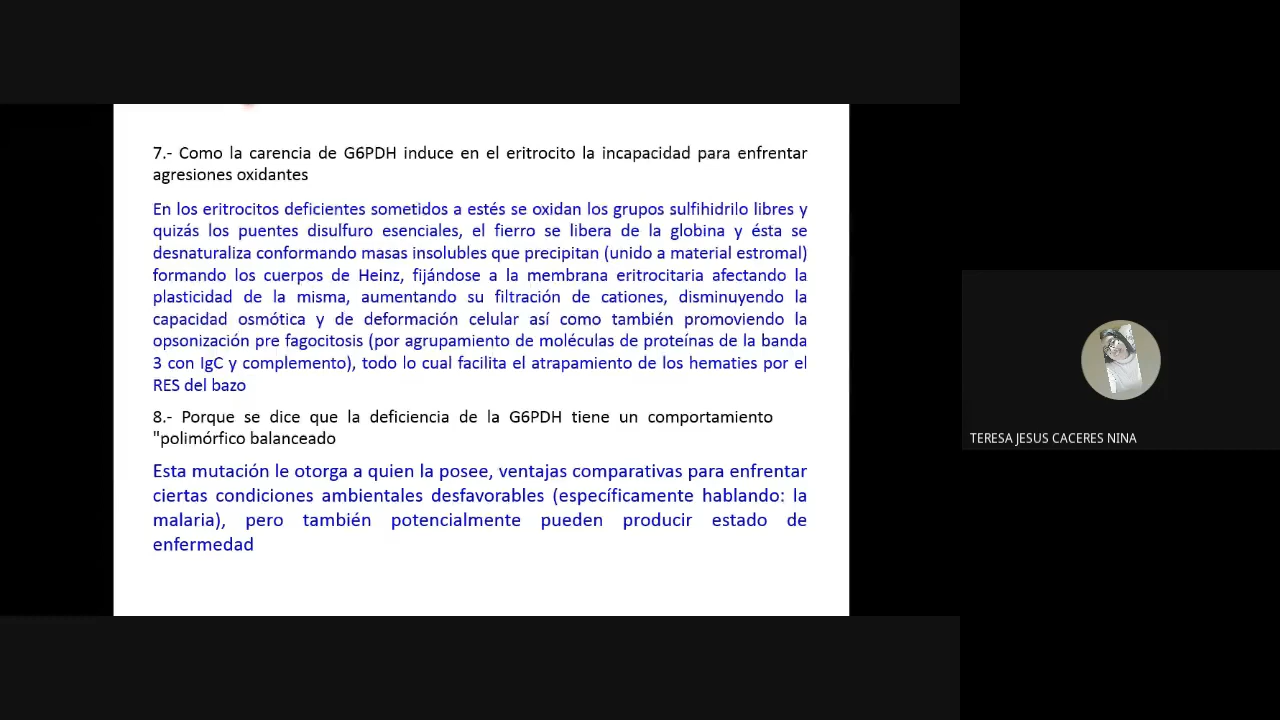 7.- Como la carencia de G6PDH induce en el eritrocito la incapacidad para enfrentar
agresiones oxidantes
En los eritrocitos deficientes sometidos a estés se oxidan los grupos sulfihidrilo libres y
quizás los puentes disulfuro esenciales, el fierro se libera de la globina y ésta se
desnaturaliza conformando masas insolubles que precipitan (unido a material estromal)
formando los cuerpos de Heinz, fijándose a la membrana eritrocitaria afectando la
plasticidad de la misma, aumentando su filtración de cationes, disminuyendo la
capacidad osmótica y de deformación celular así como también promoviendo la
opsonización pre fagocitosis (por agrupamiento de moléculas de proteínas de la banda
3 con IgC y complemento), todo lo cual facilita el atrapamiento de los hematies por el
RES del bazo
8.- Porque se dice que la deficiencia de la G6PDH tiene un comportamiento
"polimórfico balanceado
Esta mutación le otorga a quien la posee, ventajas comparativas para enfrentar
ciertas condiciones ambientales desfavorables (específicamente hablando: la
malaria), pero también potencialmente pueden producir estado de
enfermedad
TERESA JESUS CACERES NINA